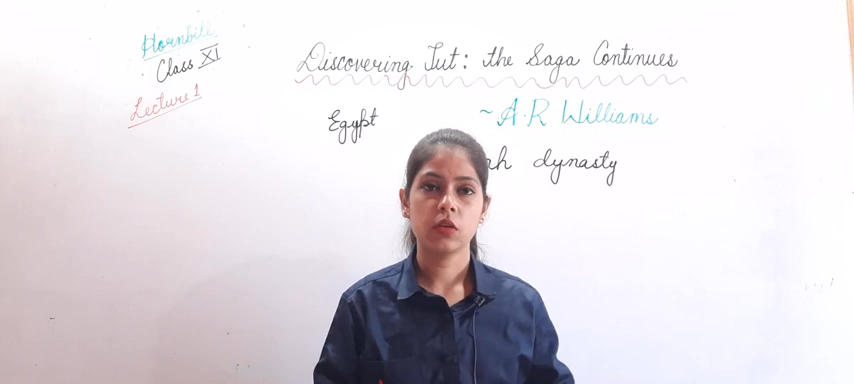 Hornbill
Class XI
Lecture 1
Discovering Tut: the Saga Continues
~A.R Williams
Egypt
dynasty